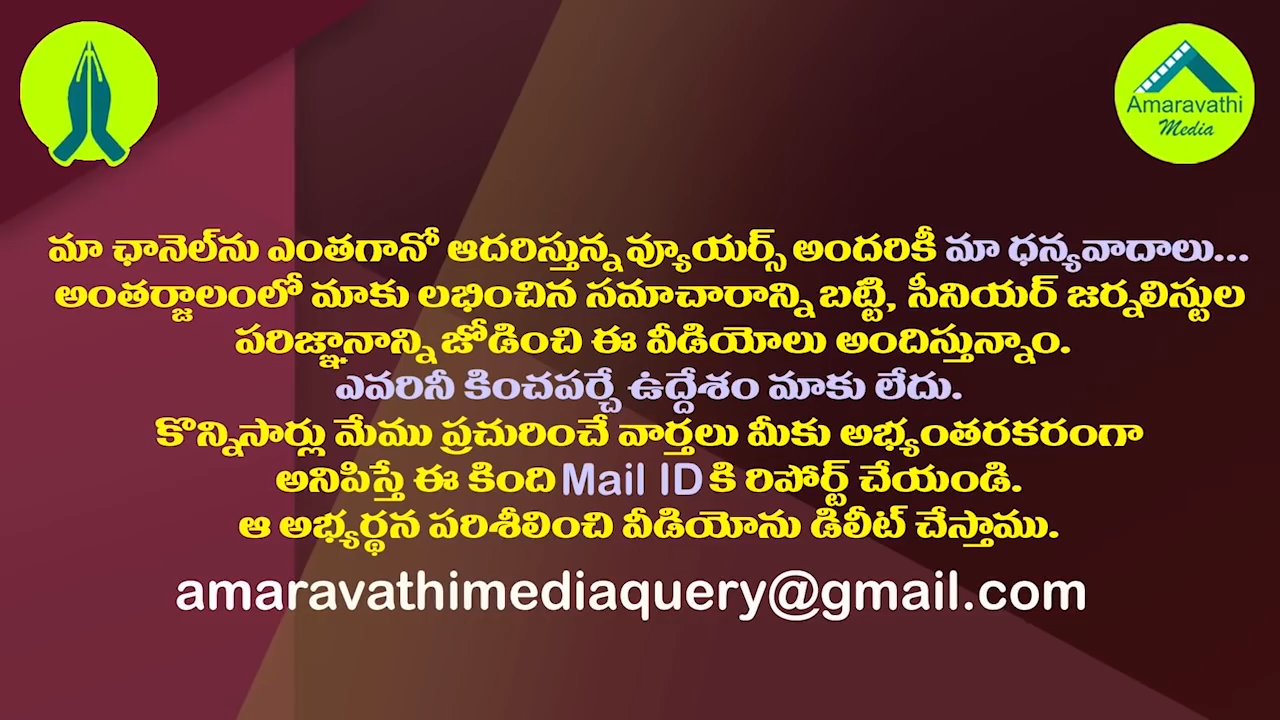 Amaravathi
Media
మా ఛానెల్‌ను ఎంతగానో ఆదరిస్తున్న వ్యూయర్స్ అందరికీ మా ధన్యవాదాలు...
అంతర్జాలంలో మాకు లభించిన సమాచారాన్ని బట్టి, సీనియర్ జర్నలిస్టుల
పరిజ్ఞానాన్ని జోడించి ఈ వీడియోలు అందిస్తున్నాం.
ఎవరినీ కించపర్చే ఉద్దేశం మాకు లేదు.
కొన్నిసార్లు మేము ప్రచురించే వార్తలు మీకు అభ్యంతరకరంగా
అనిపిస్తే ఈ కింది Mail ID కి రిపోర్ట్ చేయండి.
ఆ అభ్యర్థన పరిశీలించి వీడియోను డిలీట్ చేస్తాము.
amaravathimediaquery@gmail.com